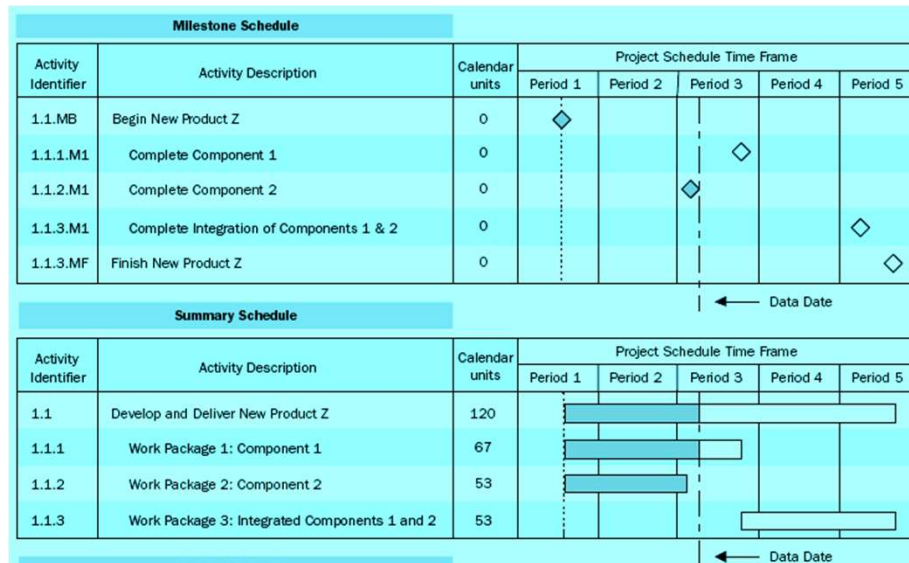 Milestone Schedule
Activity Identifier Activity Description Calendar units Project Schedule Time Frame
Period 1 Period 2 Period 3 Period 4 Period 5
1.1.MB Begin New Product Z 0
1.1.1.M1 Complete Component 1 0
1.1.2.M1 Complete Component 2 0
1.1.3.M1 Complete Integration of Components 1 & 2 0
1.1.3.MF Finish New Product Z 0
Data Date
Summary Schedule
Activity Identifier Activity Description Calendar units Project Schedule Time Frame
Period 1 Period 2 Period 3 Period 4 Period 5
1.1 Develop and Deliver New Product Z 120
1.1.1 Work Package 1: Component 1 67
1.1.2 Work Package 2: Component 2 53
1.1.3 Work Package 3: Integrated Components 1 and 2 53
Data Date